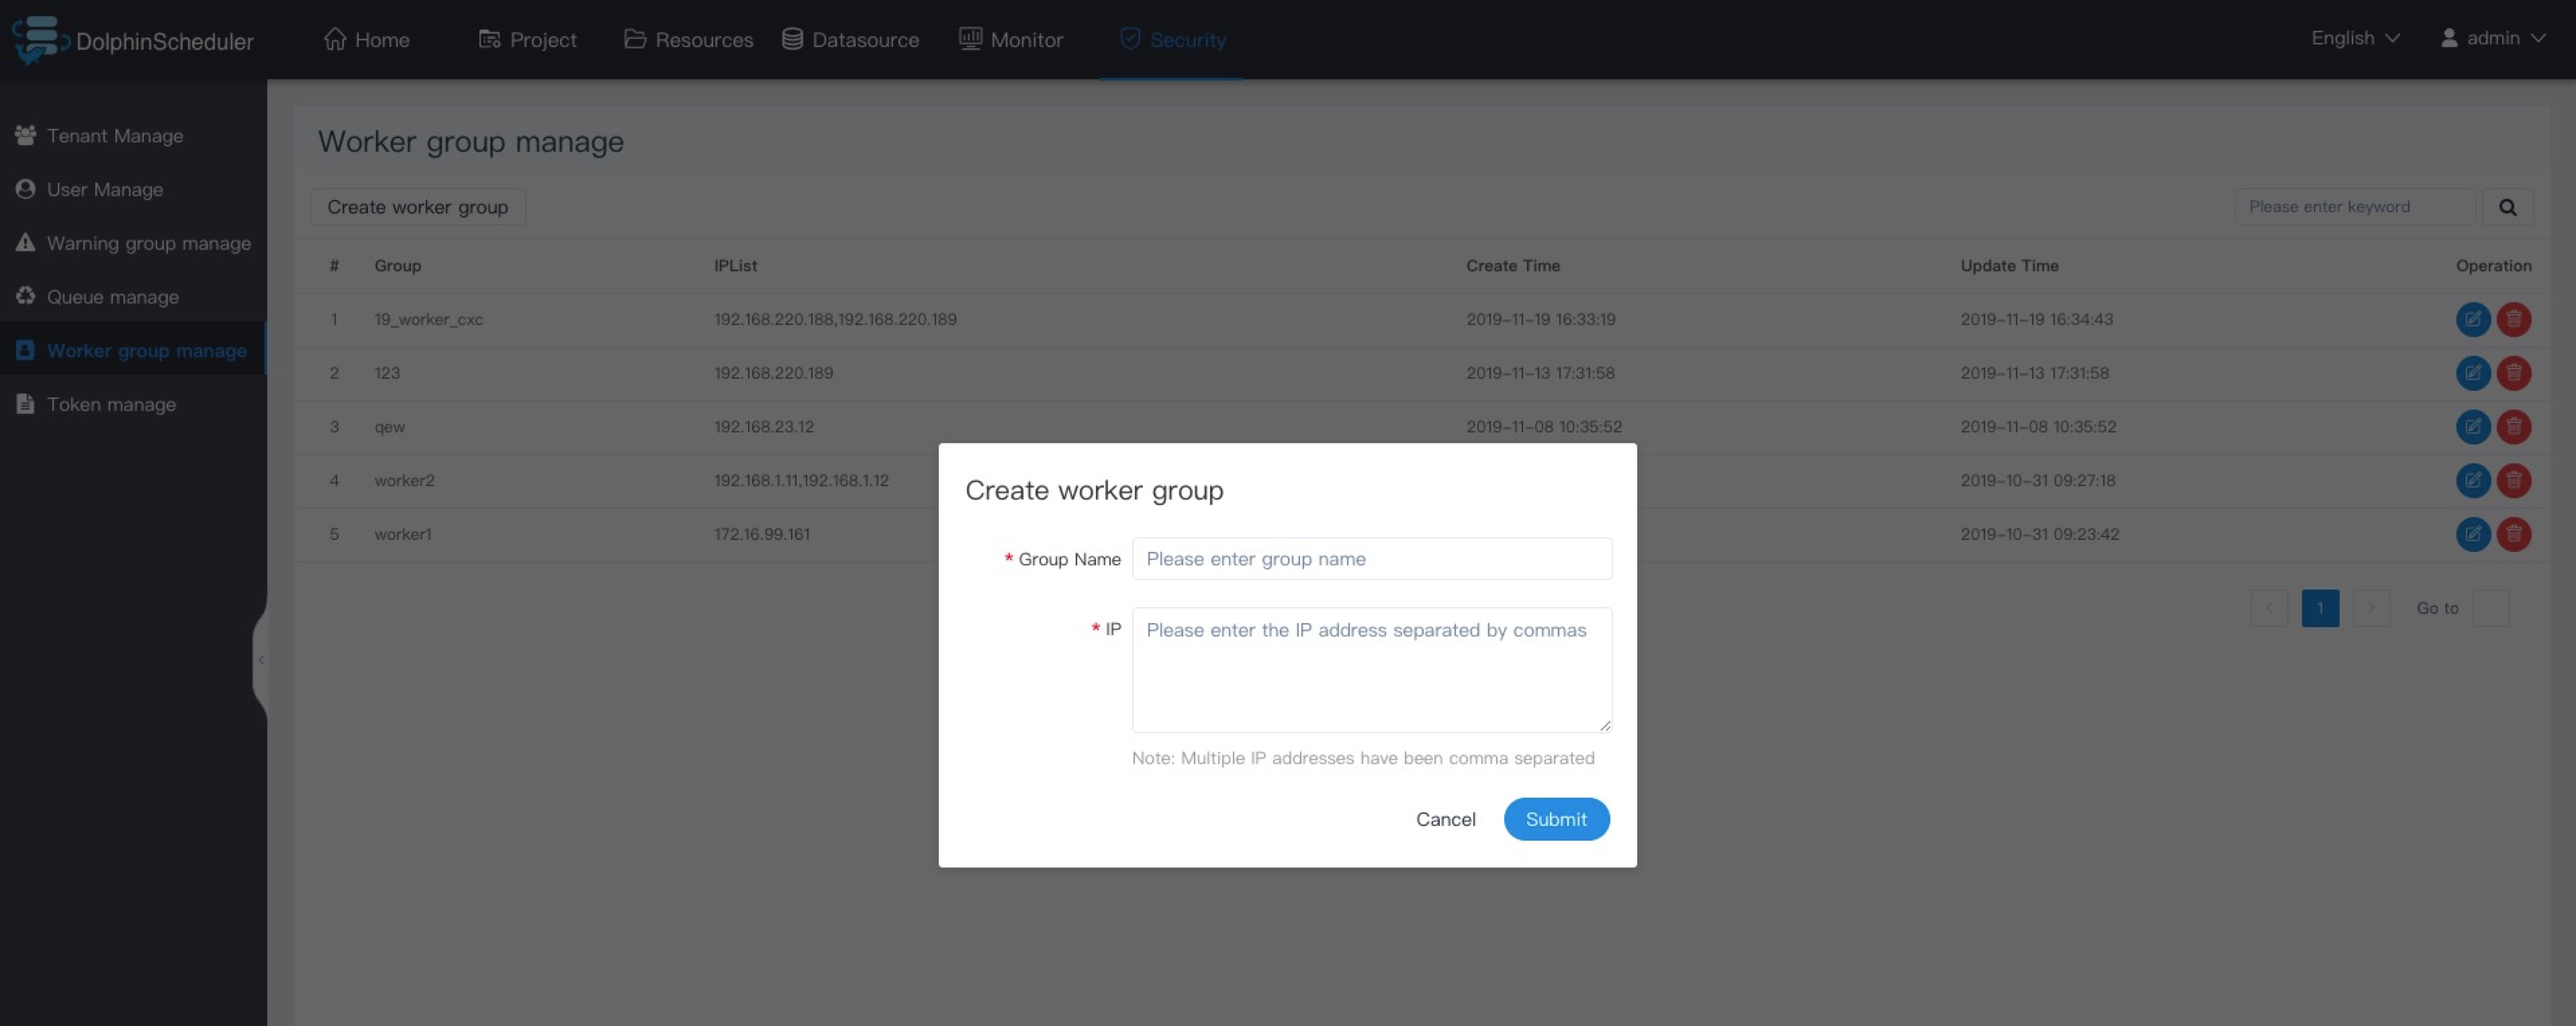 DolphinScheduler Home Project Resources Datasource Monitor Security English admin
Tenant Manage
User Manage
Warning group manage
Queue manage
Worker group manage
Token manage
Worker group manage
Create worker group Please enter keyword
# Group IPList Create Time Update Time Operation
1 19_worker_cxc 192.168.220.188,192.168.220.189 2019-11-19 16:33:19 2019-11-19 16:34:43
2 123 192.168.220.189 2019-11-13 17:31:58 2019-11-13 17:31:58
3 qew 192.168.23.12 2019-11-08 10:35:52 2019-11-08 10:35:52
4 worker2 192.168.1.11,192.168.1.12 2019-10-31 09:27:18
5 worker1 172.16.99.161 2019-10-31 09:23:42
< 1 > Go to
Create worker group
* Group Name Please enter group name
* IP Please enter the IP address separated by commas
Note: Multiple IP addresses have been comma separated
Cancel Submit